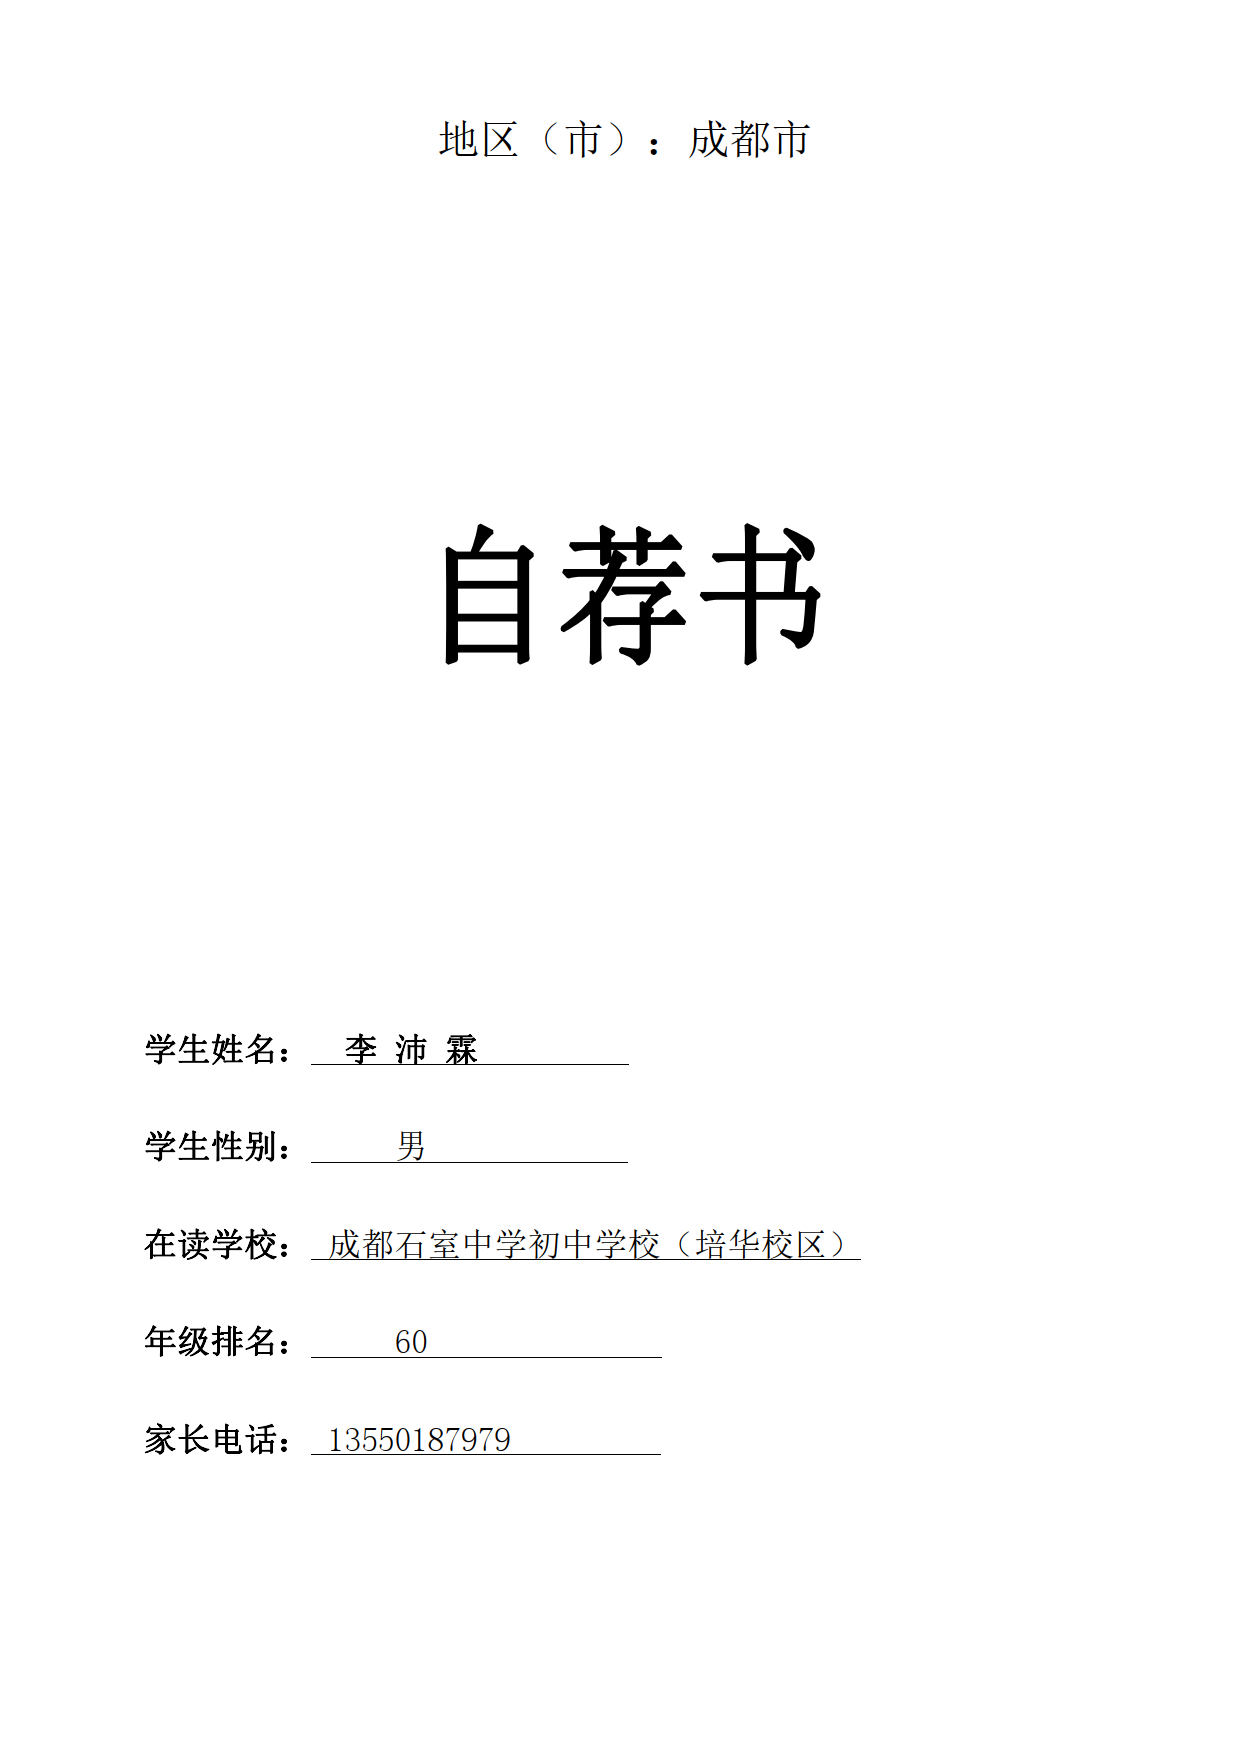 地区（市）：成都市
自荐书
学生姓名： 李 沛 霖
学生性别： 男
在读学校： 成都石室中学初中学校（培华校区）
年级排名： 60
家长电话： 13550187979